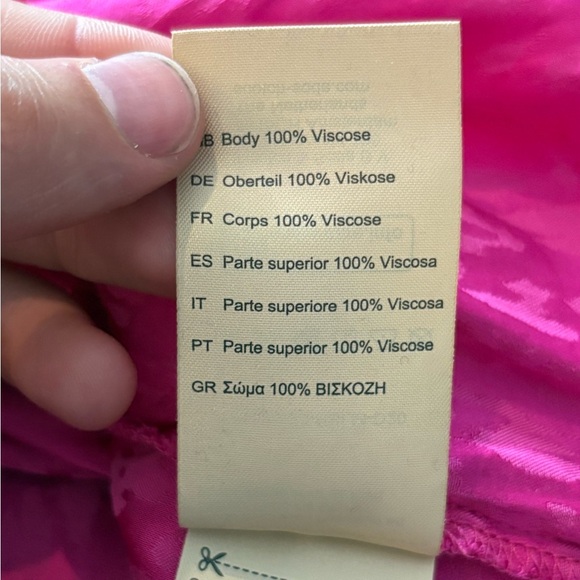 B Body 100% Viscose
DE Oberteil 100% Viskose
FR Corps 100% Viscose
ES Parte superior 100% Viscosa
IT Parte superiore 100% Viscosa
PT Parte superior 100% Viscose
GR Σώμα 100% ΒΙΣΚΟΖΗ